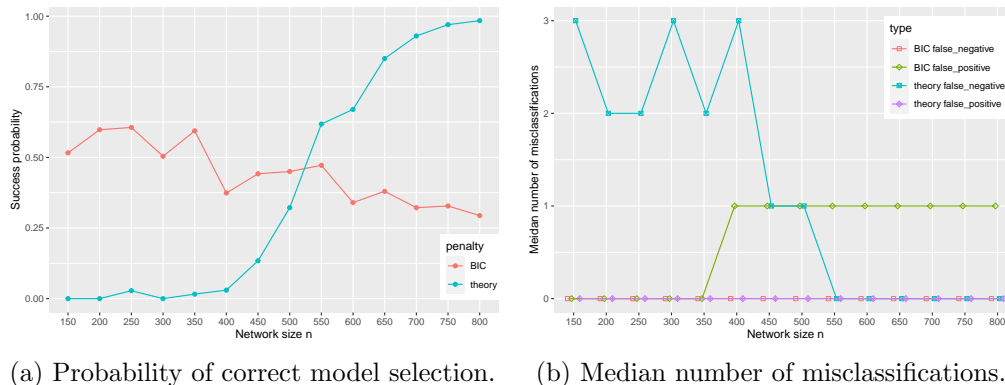 1.00
0.75
0.50
0.25
0.00
Success probability
150 200 250 300 350 400 450 500 550 600 650 700 750 800
Network size n
penalty
BIC
theory
(a) Probability of correct model selection.
3
2
1
0
Meidan number of misclassifications
150 200 250 300 350 400 450 500 550 600 650 700 750 800
Network size n
type
BIC false_negative
BIC false_positive
theory false_negative
theory false_positive
(b) Median number of misclassifications.